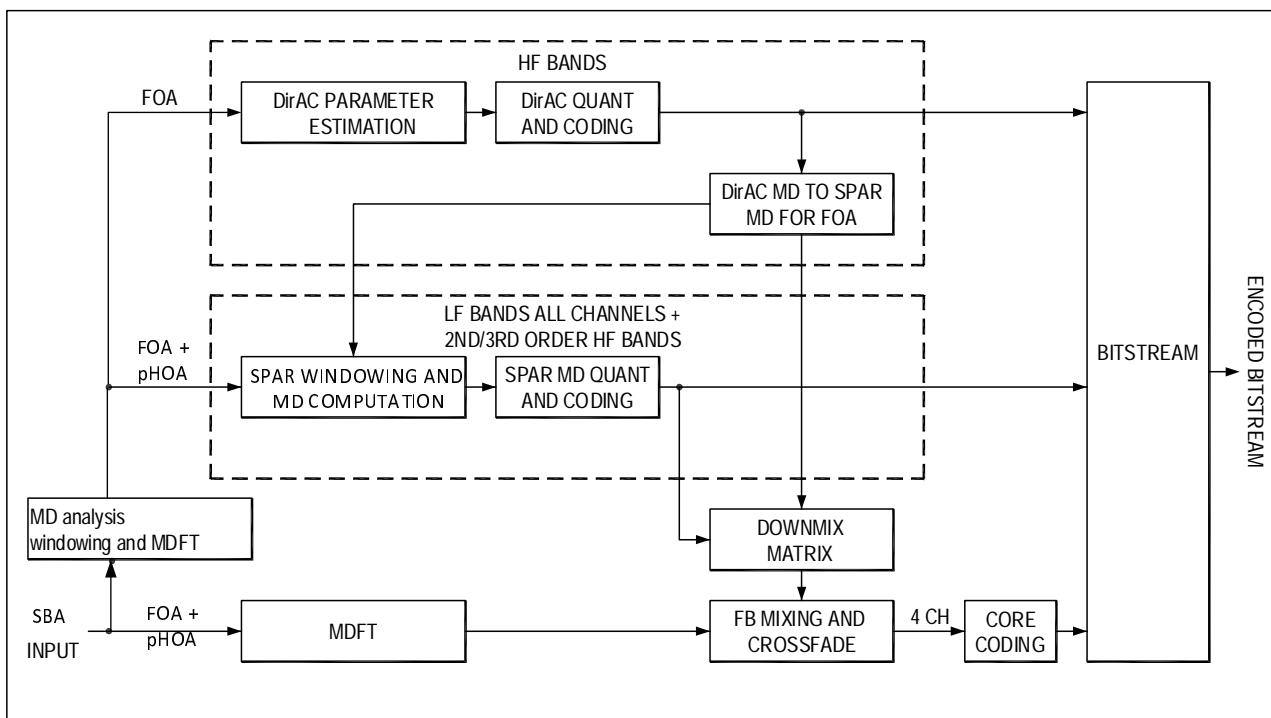 HF BANDS
FOA
DirAC PARAMETER
ESTIMATION
DirAC QUANT
AND CODING
DirAC MD TO SPAR
MD FOR FOA
LF BANDS ALL CHANNELS +
2ND/3RD ORDER HF BANDS
FOA +
pHOA
SPAR WINDOWING AND
MD COMPUTATION
SPAR MD QUANT
AND CODING
BITSTREAM
ENCODED BITSTREAM
MD analysis
windowing and MDFT
DOWNMIX
MATRIX
SBA
INPUT
FOA +
pHOA
MDFT
FB MIXING AND
CROSSFADE
4 CH
CORE
CODING